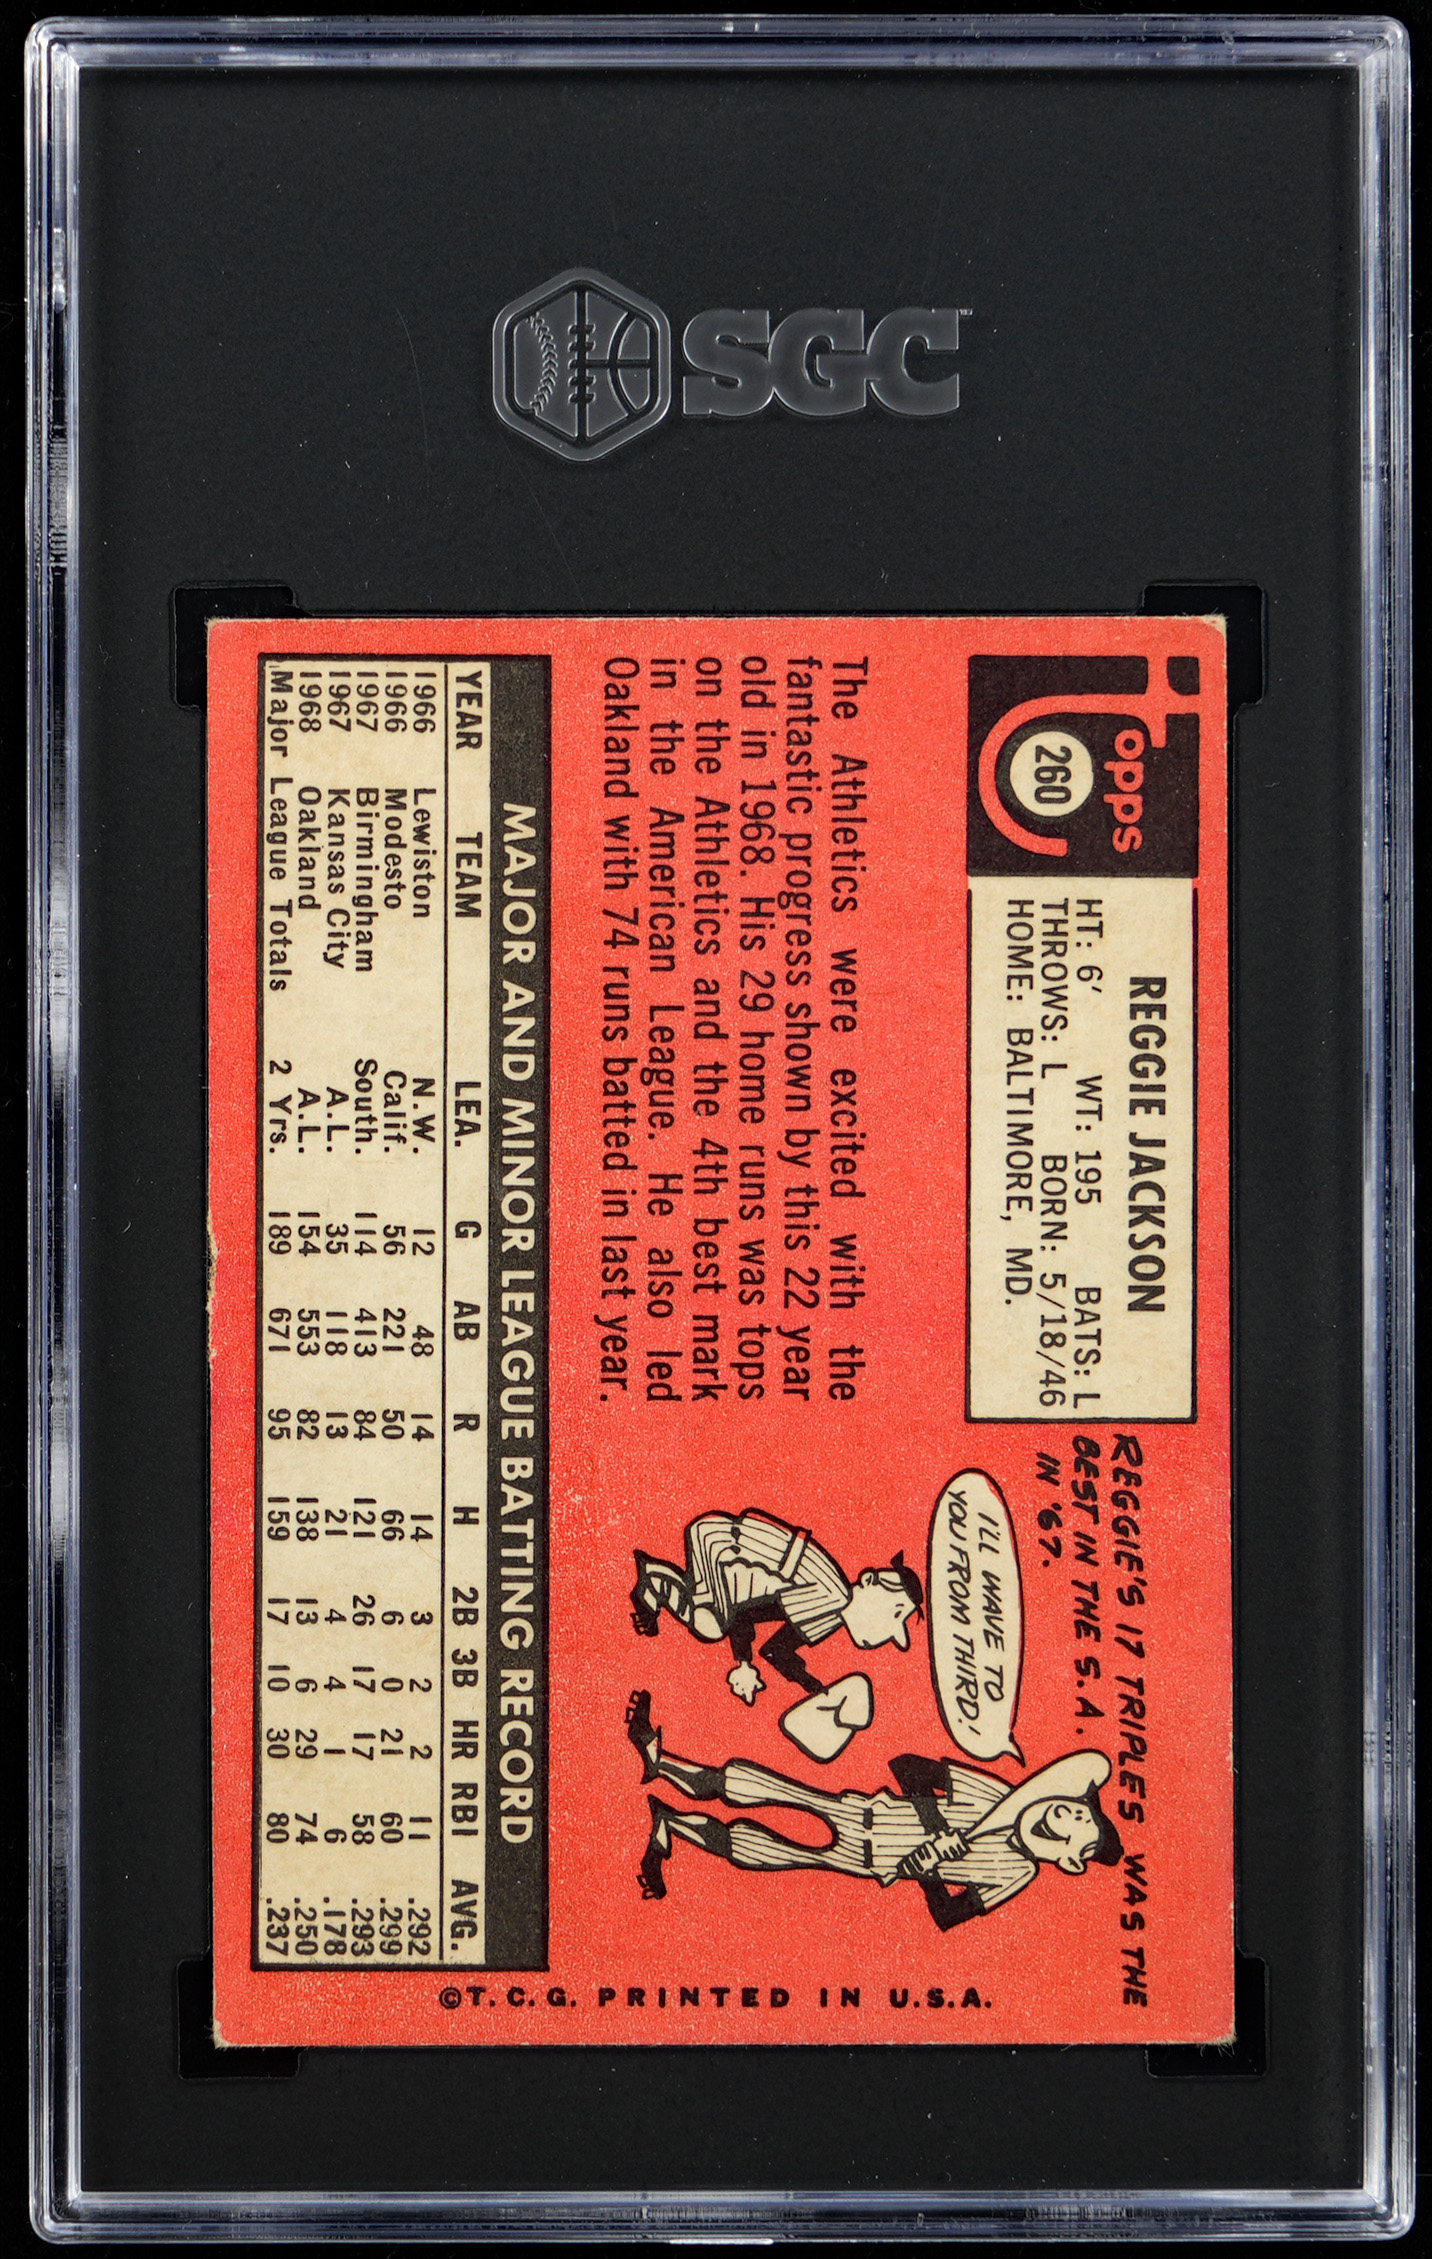 SGC
Topps
260
REGGIE JACKSON
HT: 6' WT: 195 BATS: L
THROWS: L BORN: 5/18/46
HOME: BALTIMORE, MD.
REGGIE'S 17 TRIPLES WAS THE
BEST IN THE S.A.
IN '67.
I'LL WAVE TO
YOU FROM THIRD!
The Athletics were excited with the
fantastic progress shown by this 22 year
old in 1968. His 29 home runs was tops
on the Athletics and the 4th best mark
in the American League. He also led
Oakland with 74 runs batted in last year.
MAJOR AND MINOR LEAGUE BATTING RECORD
YEAR TEAM LEA. G AB R H 2B 3B HR RBI AVG.
1966 Lewiston N.W. 12 48 14 14 3 2 2 11 .292
1966 Modesto Calif. 56 221 50 66 6 0 21 60 .299
1967 Birmingham South. 114 413 84 121 26 17 17 58 .293
1967 Kansas City A.L. 35 118 13 21 4 4 1 6 .178
1968 Oakland A.L. 154 553 82 138 13 6 29 74 .250
Major League Totals 2 Yrs. 189 671 95 159 17 10 30 80 .237
©T.C.G. PRINTED IN U.S.A.